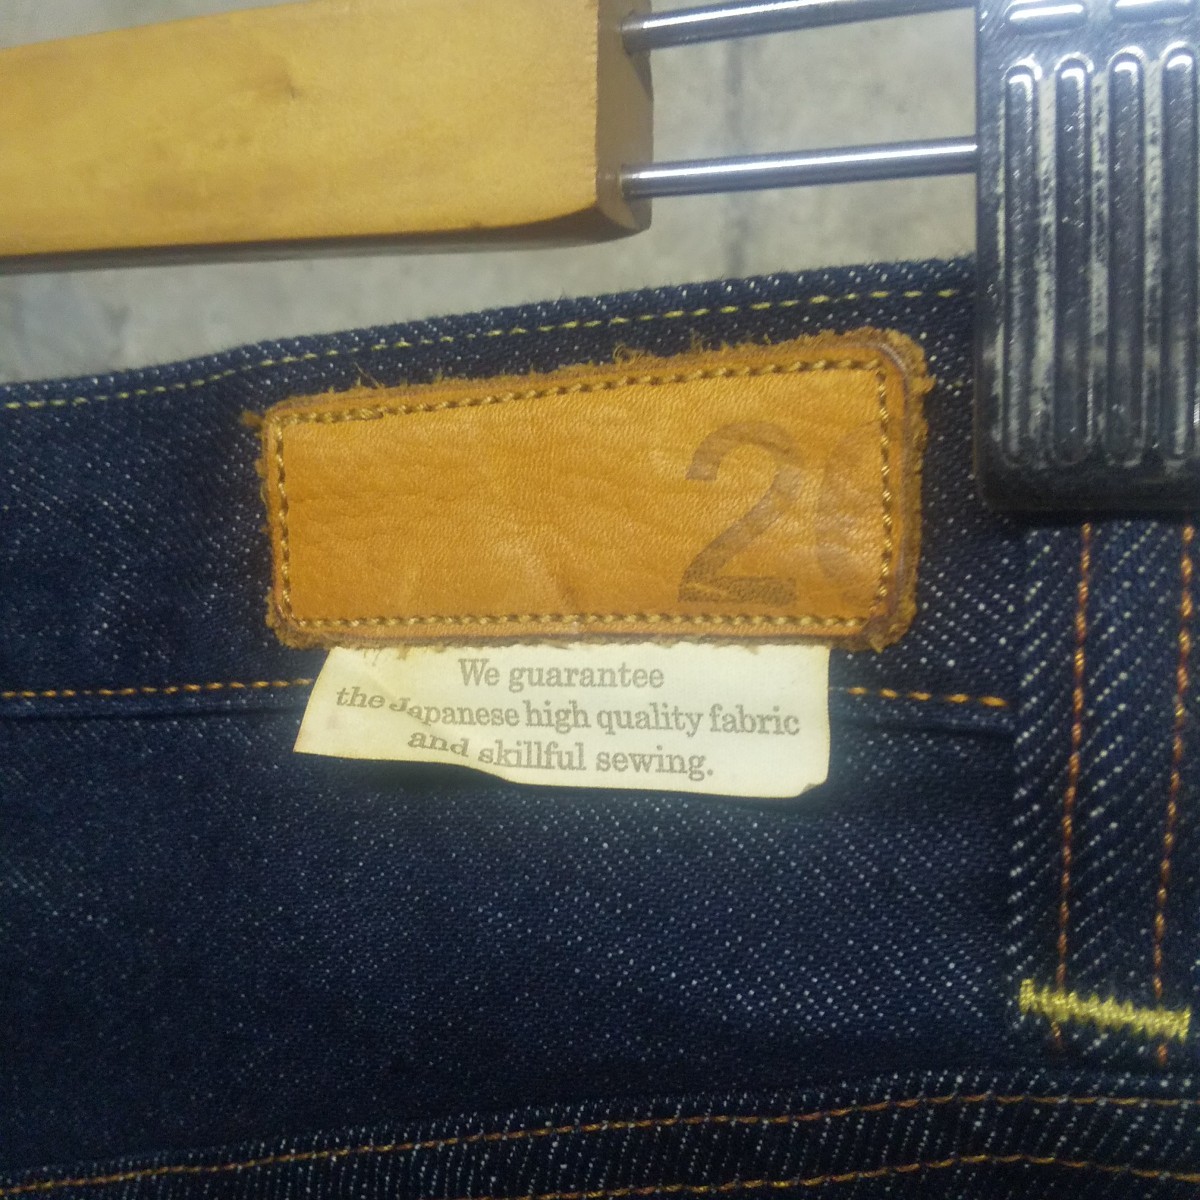 2
We guarantee
the Japanese high quality fabric
and skillful sewing.